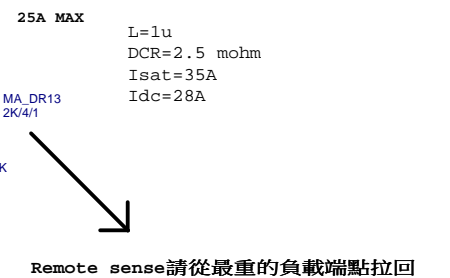 25A MAX
L=1u
DCR=2.5 mohm
Isat=35A
Idc=28A
MA_DR13
2K/4/1
K
Remote sense請從最重的負載端點拉回